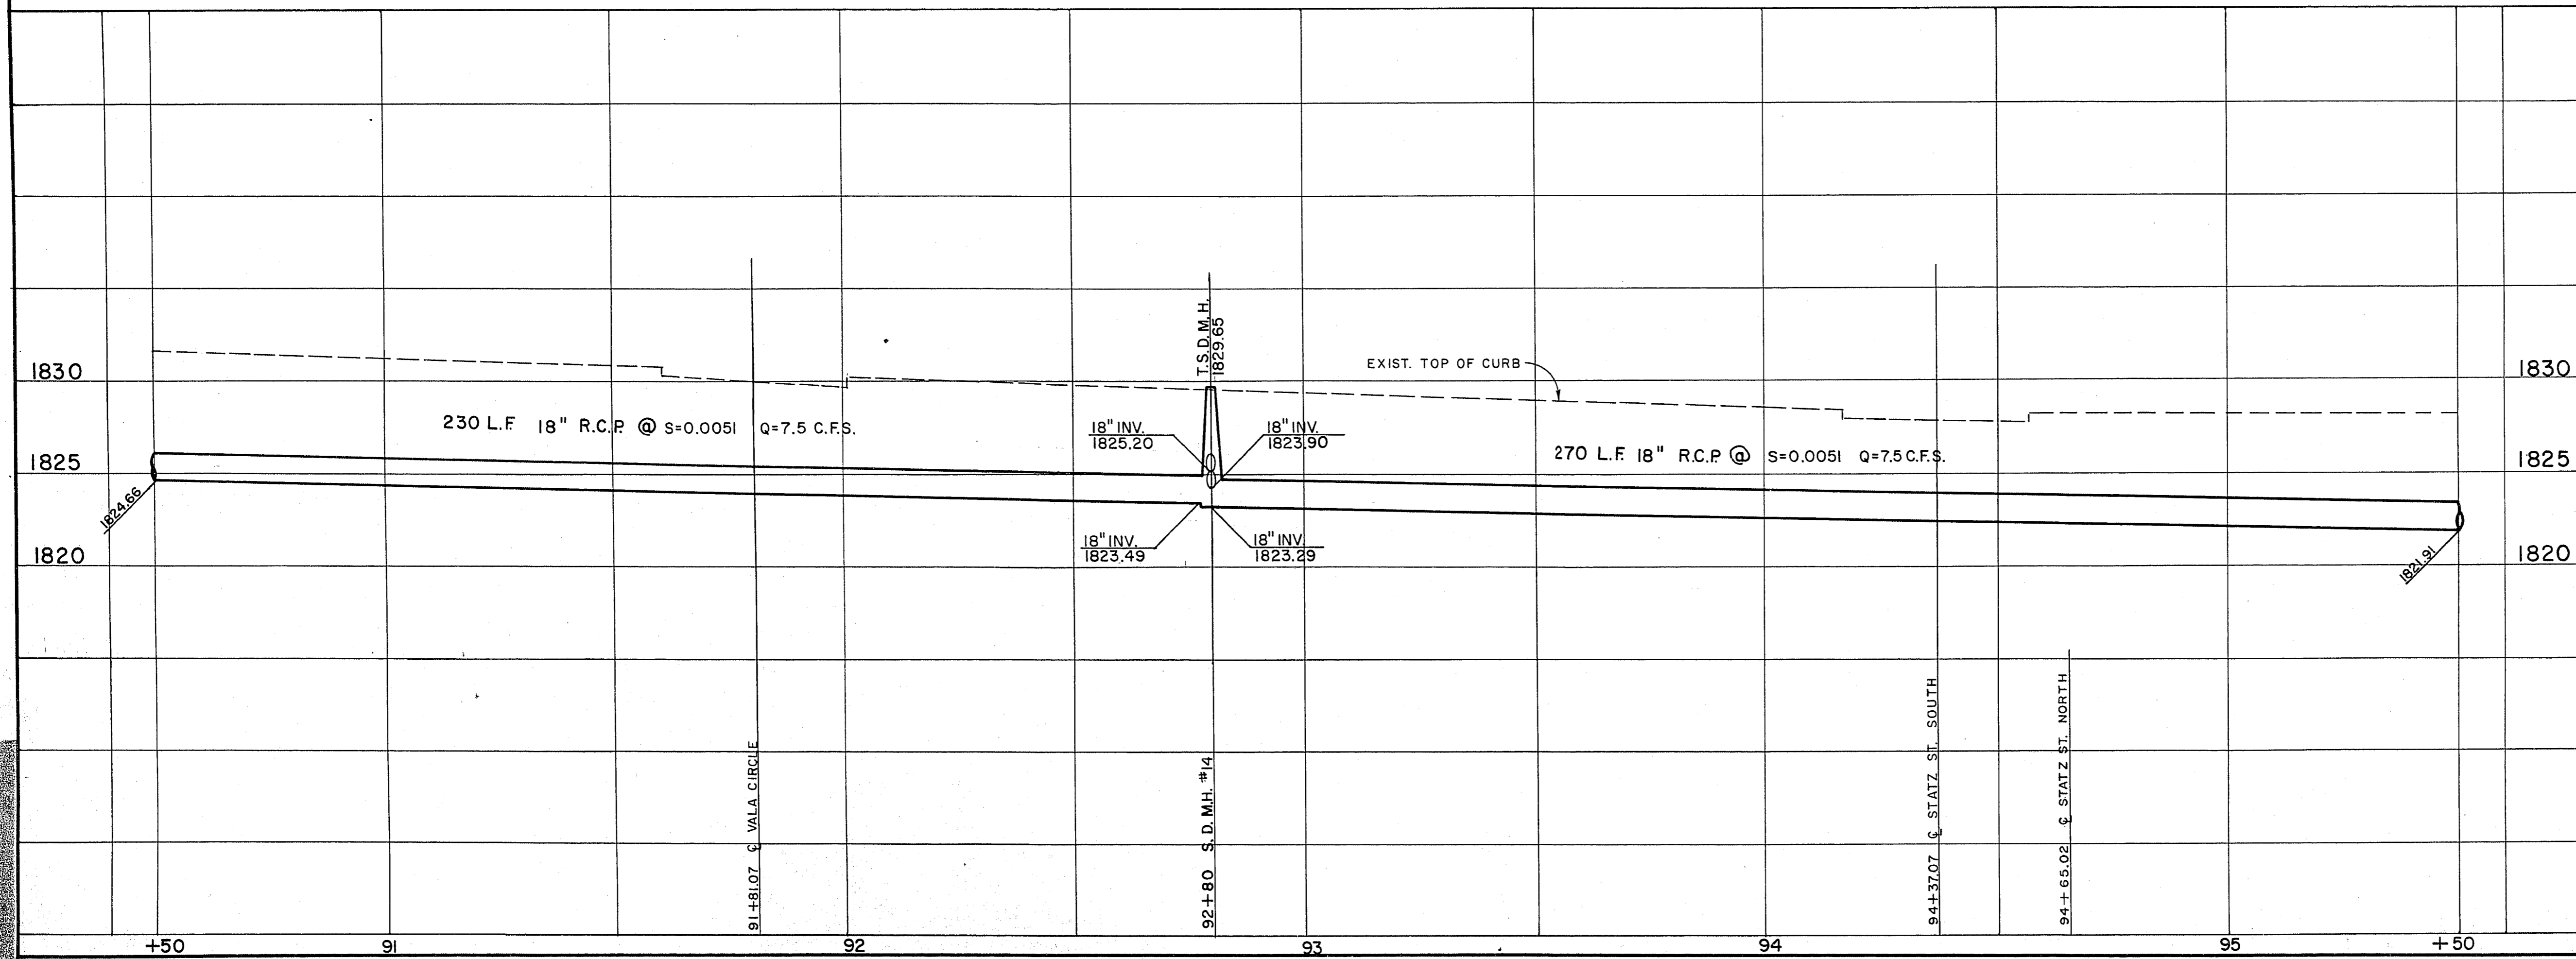 T.S.D.M.H.
1829.65
EXIST. TOP OF CURB
1830
1830
230 L.F. 18" R.C.P. @ S=0.0051 Q=7.5 C.F.S.
18" INV.
1825.20
18" INV.
1823.90
270 L.F. 18" R.C.P. @ S=0.0051 Q=7.5 C.F.S.
1825
1825
1824.66
18" INV.
1823.49
18" INV.
1823.29
1821.91
1820
1820
91+81.07 ℄ VALA CIRCLE
92+80 S. D. M.H. #14
94+37.07 ℄ STATZ ST. SOUTH
94+65.02 ℄ STATZ ST. NORTH
+50 91 92 93 94 95 +50